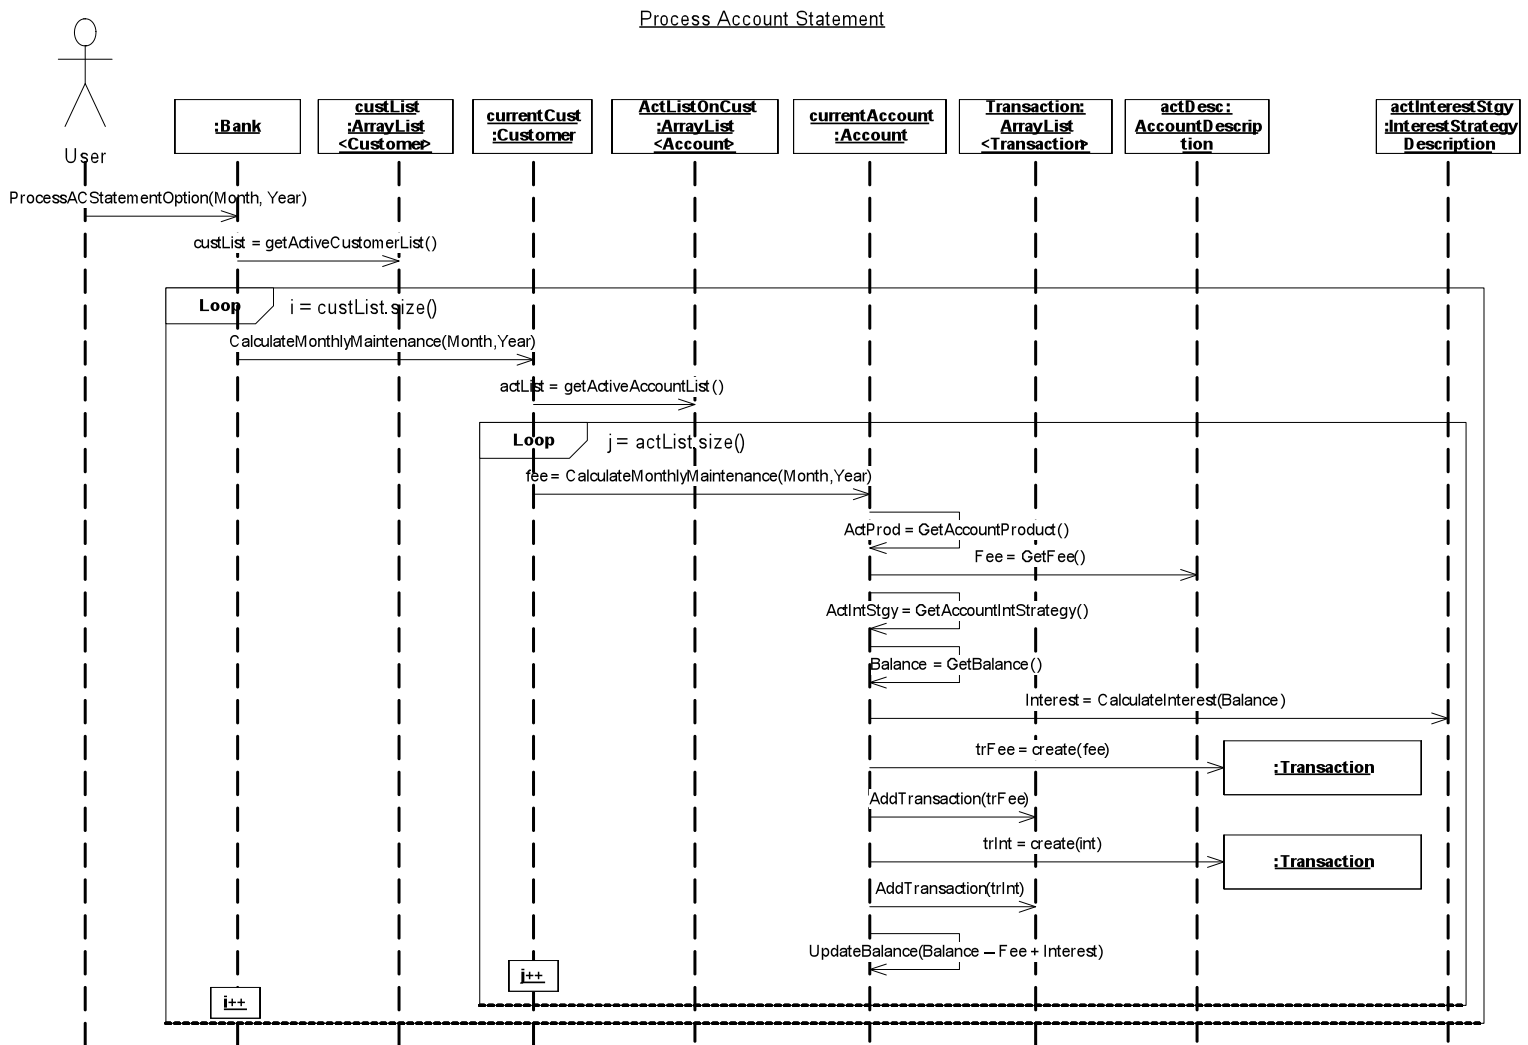 Process Account Statement
User
:Bank
custList
:ArrayList
<Customer>
currentCust
:Customer
ActListOnCust
:ArrayList
<Account>
currentAccount
:Account
Transaction:
ArrayList
<Transaction>
actDesc:
AccountDescrip
tion
actInterestStgy
:InterestStrategy
Description
ProcessACStatementOption(Month, Year)
custList = getActiveCustomerList()
Loop
i = custList.size()
CalculateMonthlyMaintenance(Month,Year)
actList = getActiveAccountList()
Loop
j = actList.size()
fee = CalculateMonthlyMaintenance(Month,Year)
ActProd = GetAccountProduct()
Fee = GetFee()
ActIntStgy = GetAccountIntStrategy()
Balance = GetBalance()
Interest = CalculateInterest(Balance)
trFee = create(fee)
:Transaction
AddTransaction(trFee)
trInt = create(int)
:Transaction
AddTransaction(trInt)
UpdateBalance(Balance – Fee + Interest)
j++
i++